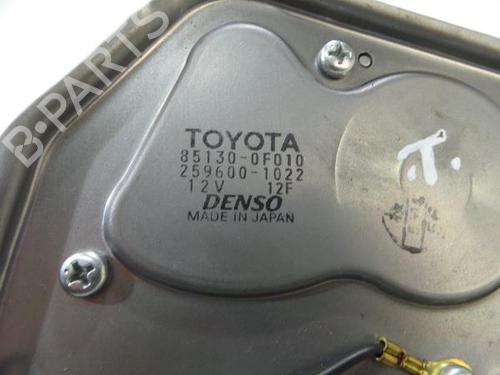 B-PARTS
TOYOTA
85130-0F010
259600-1022
12V 12F
DENSO
MADE IN JAPAN
.T.